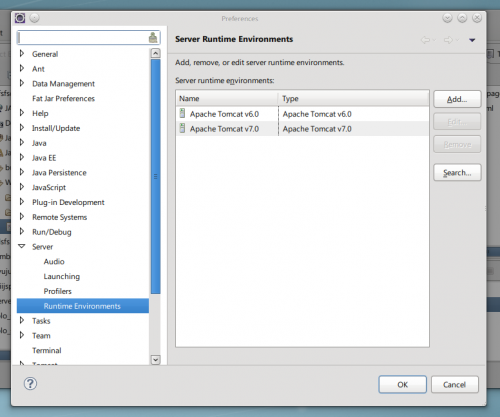 Preferences
General
Ant
Data Management
Fat Jar Preferences
Help
Install/Update
Java
Java EE
Java Persistence
JavaScript
Plug-in Development
Remote Systems
Run/Debug
Server
Audio
Launching
Profilers
Runtime Environments
Tasks
Team
Terminal
Tomcat
Server Runtime Environments
Add, remove, or edit server runtime environments.
Server runtime environments:
Name Type
Apache Tomcat v6.0 Apache Tomcat v6.0
Apache Tomcat v7.0 Apache Tomcat v7.0
Add...
Edit...
Remove
Search...
OK Cancel